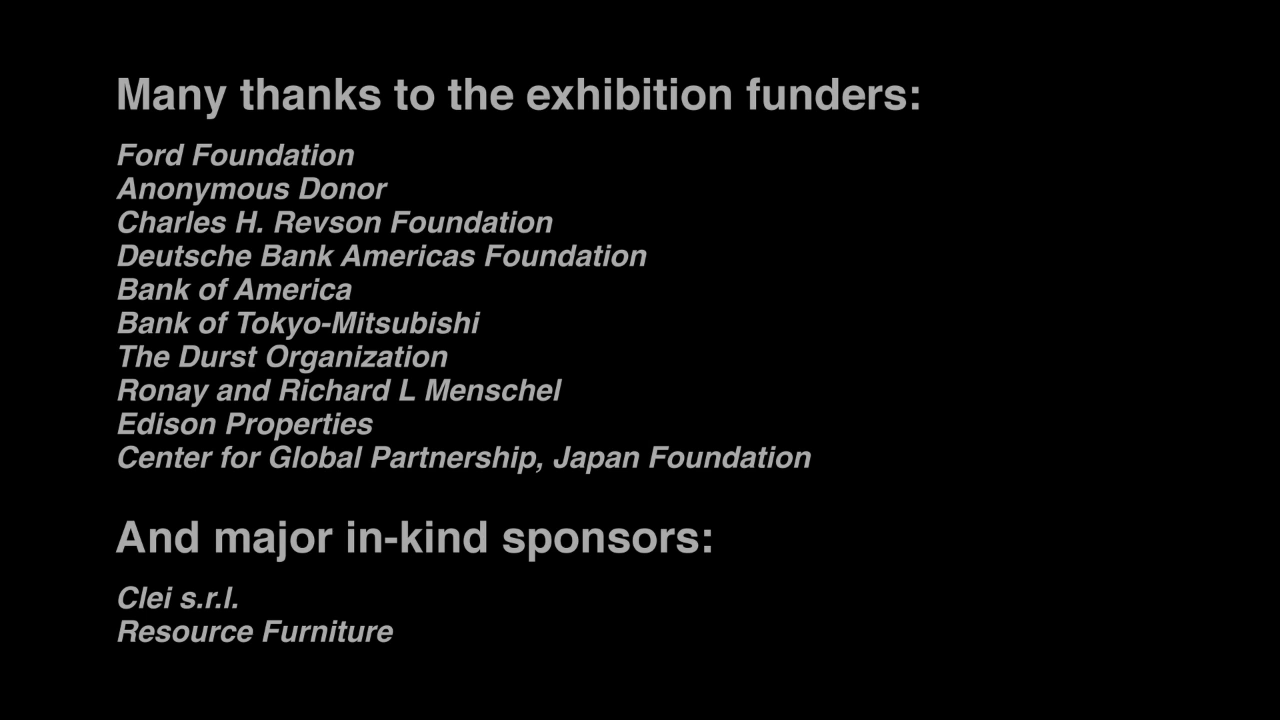 Many thanks to the exhibition funders:
Ford Foundation
Anonymous Donor
Charles H. Revson Foundation
Deutsche Bank Americas Foundation
Bank of America
Bank of Tokyo-Mitsubishi
The Durst Organization
Ronay and Richard L Menschel
Edison Properties
Center for Global Partnership, Japan Foundation
And major in-kind sponsors:
Clei s.r.l.
Resource Furniture